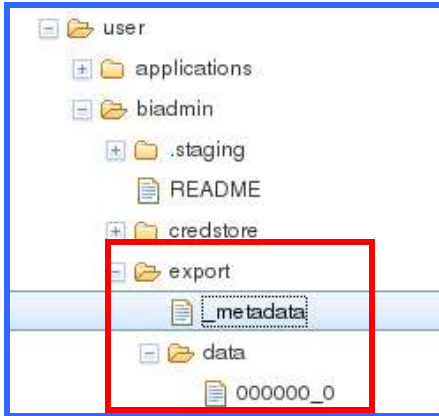 user
applications
biadmin
.staging
README
credstore
export
_metadata
data
000000_0